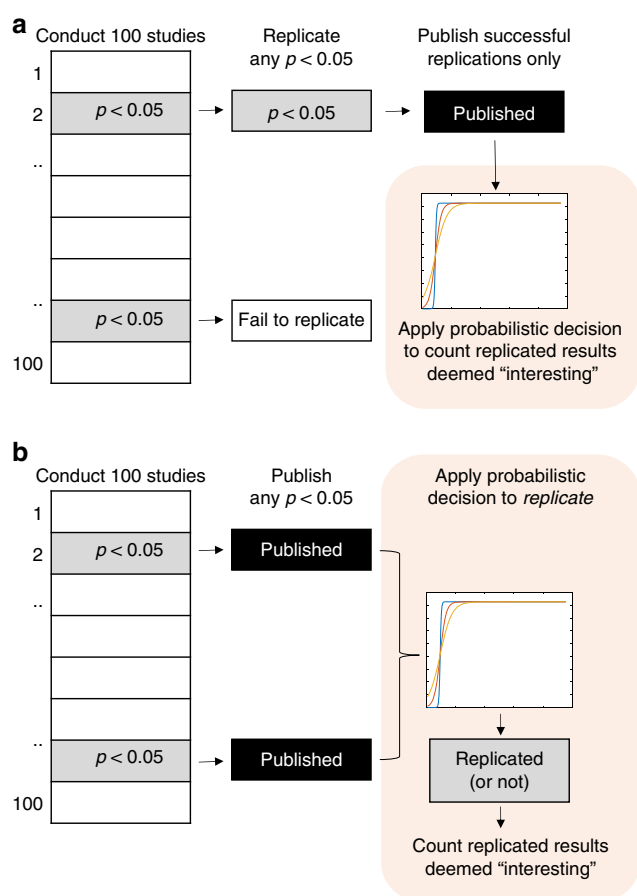 a
Conduct 100 studies
Replicate
any p < 0.05
Publish successful
replications only
1
2
p < 0.05
p < 0.05
Published
..
..
p < 0.05
Fail to replicate
100
Apply probabilistic decision
to count replicated results
deemed “interesting”
b
Conduct 100 studies
Publish
any p < 0.05
Apply probabilistic
decision to replicate
1
2
p < 0.05
Published
..
..
p < 0.05
Published
100
Replicated
(or not)
Count replicated results
deemed “interesting”